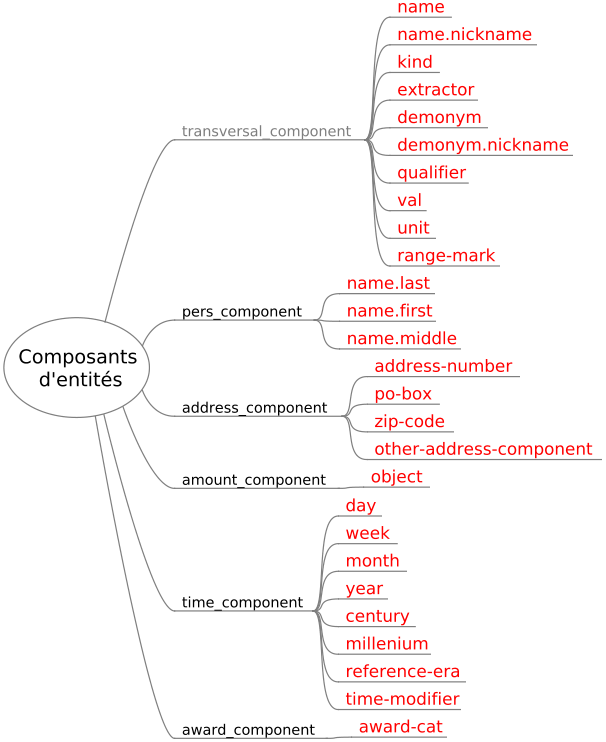 Composants
d'entités
transversal_component
name
name.nickname
kind
extractor
demonym
demonym.nickname
qualifier
val
unit
range-mark
pers_component
name.last
name.first
name.middle
address_component
address-number
po-box
zip-code
other-address-component
amount_component
object
time_component
day
week
month
year
century
millenium
reference-era
time-modifier
award_component
award-cat